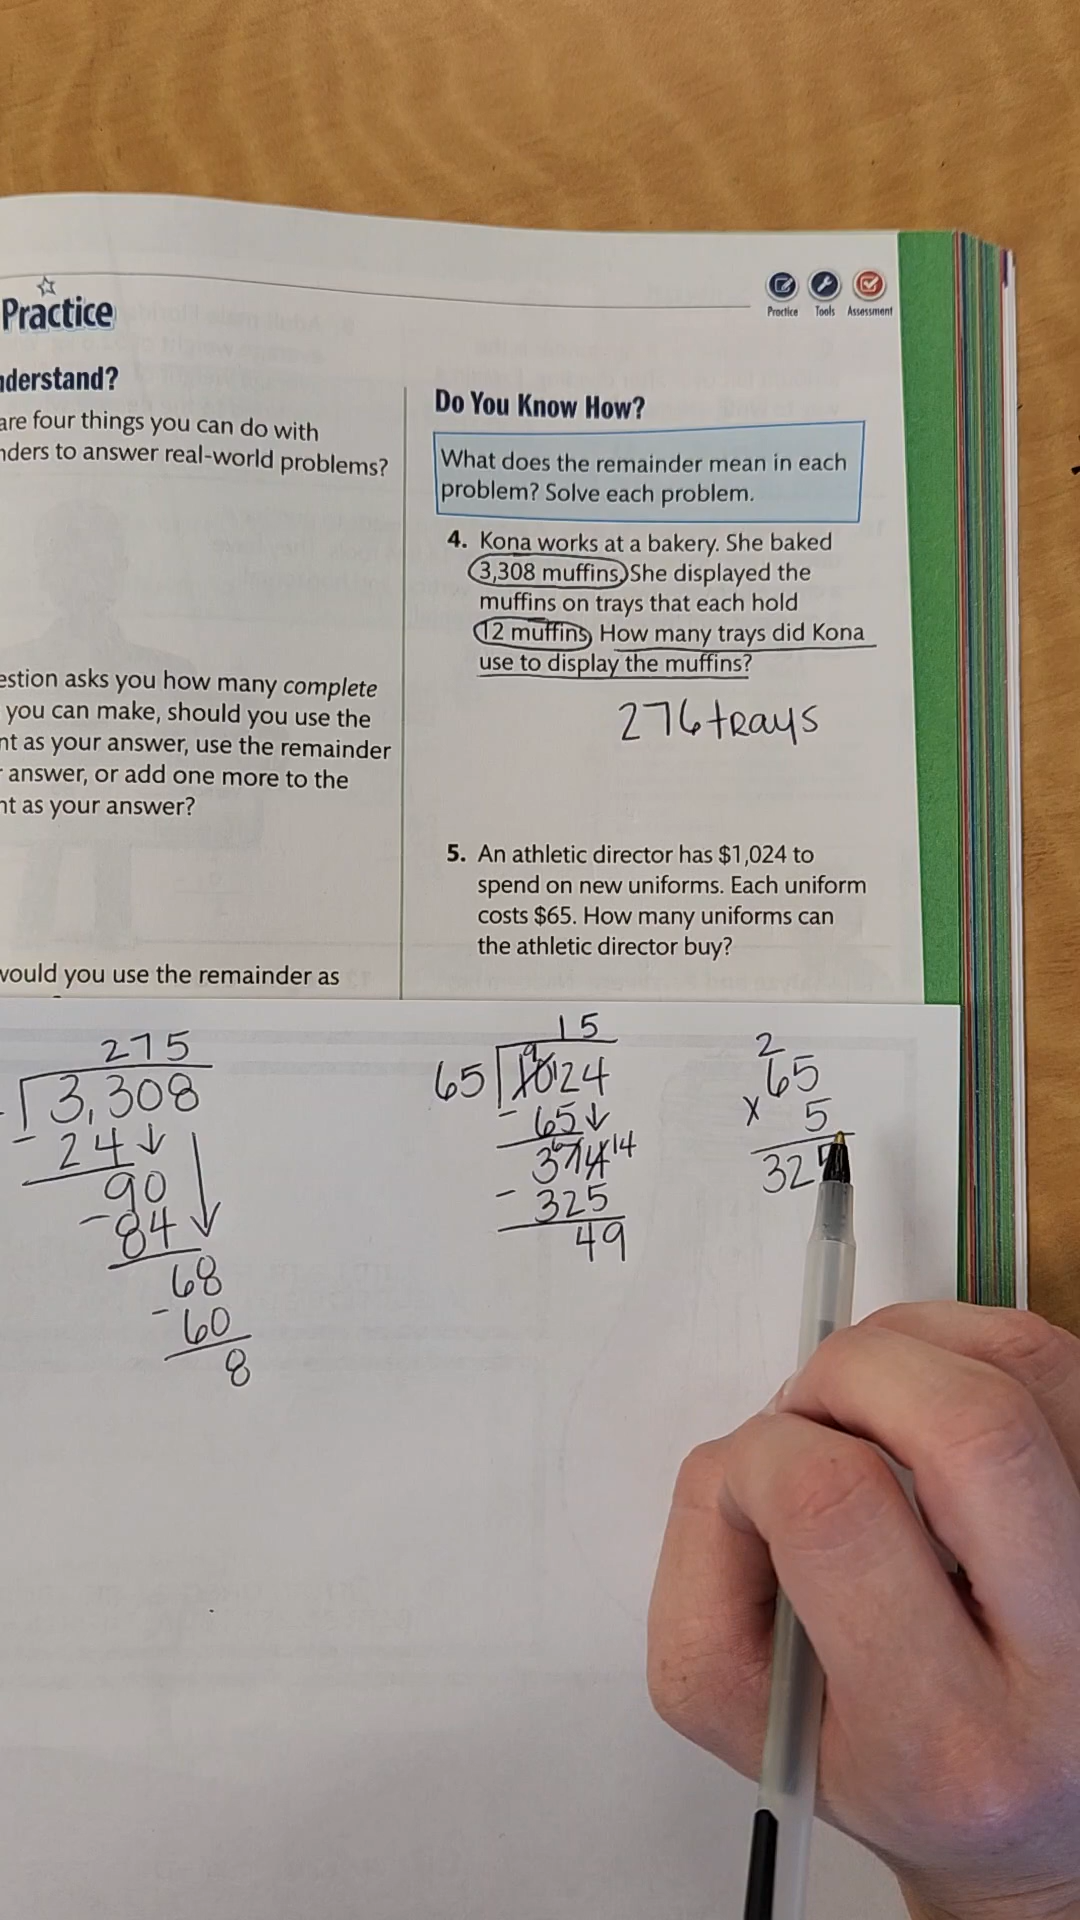 Practice
Practice Tools Assessment
are four things you can do with
to answer real-world problems?
Do You Know How?
What does the remainder mean in each
problem? Solve each problem.
4. Kona works at a bakery. She baked
3,308 muffins. She displayed the
muffins on trays that each hold
12 muffins. How many trays did Kona
use to display the muffins?
276 trays
asks you how many complete
you can make, should you use the
as your answer, use the remainder
answer, or add one more to the
as your answer?
5. An athletic director has $1,024 to
spend on new uniforms. Each uniform
costs $65. How many uniforms can
the athletic director buy?
would you use the remainder as
275
3,308
- 24
90
- 84
68
- 60
8
15
9
65 1024
- 65
6 14
374
- 325
49
2
65
x 5
32